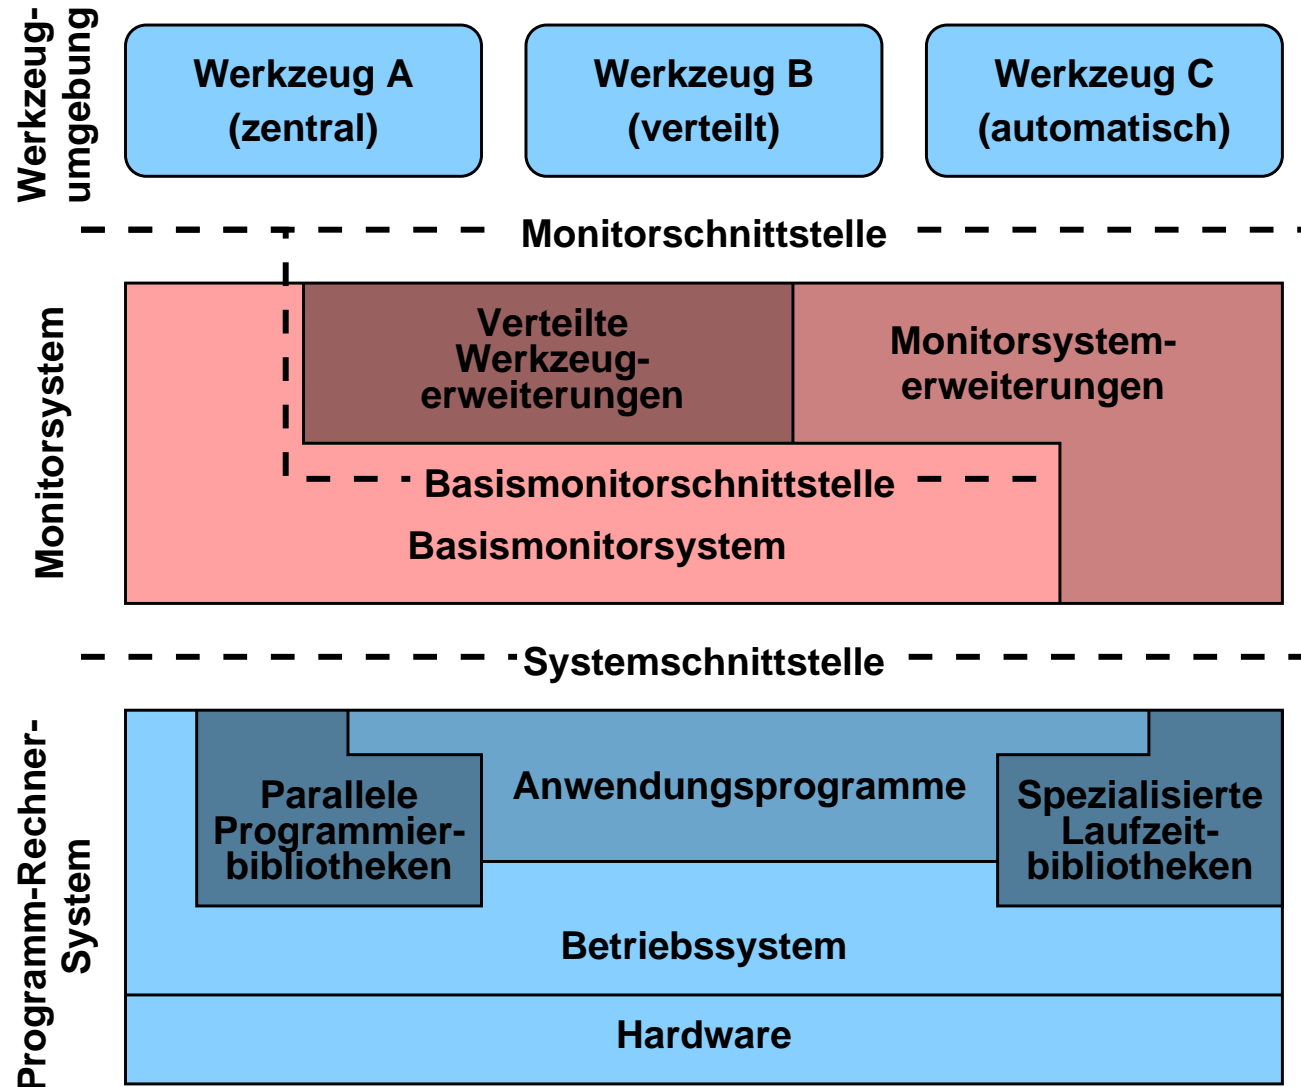 Werkzeug-
umgebung
Werkzeug A
(zentral)
Werkzeug B
(verteilt)
Werkzeug C
(automatisch)
Monitorschnittstelle
Monitorsystem
Verteilte
Werkzeug-
erweiterungen
Monitorsystem-
erweiterungen
Basismonitorschnittstelle
Basismonitorsystem
Systemschnittstelle
Programm-Rechner-
System
Parallele
Programmier-
bibliotheken
Anwendungsprogramme
Spezialisierte
Laufzeit-
bibliotheken
Betriebssystem
Hardware